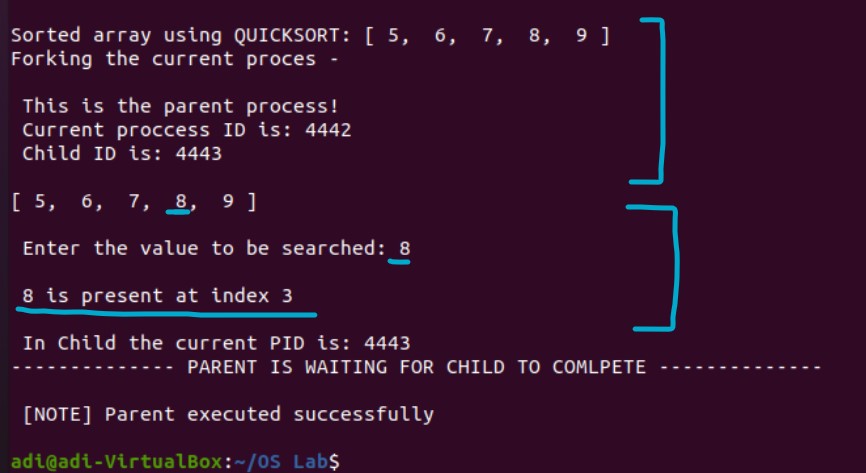 Sorted array using QUICKSORT: [ 5,  6,  7,  8,  9 ]
Forking the current proces -
This is the parent process!
Current proccess ID is: 4442
Child ID is: 4443
[ 5,  6,  7,  8,  9 ]
Enter the value to be searched: 8
8 is present at index 3
In Child the current PID is: 4443
-------------- PARENT IS WAITING FOR CHILD TO COMLPETE --------------
[NOTE] Parent executed successfully
adi@adi-VirtualBox:~/OS Lab$